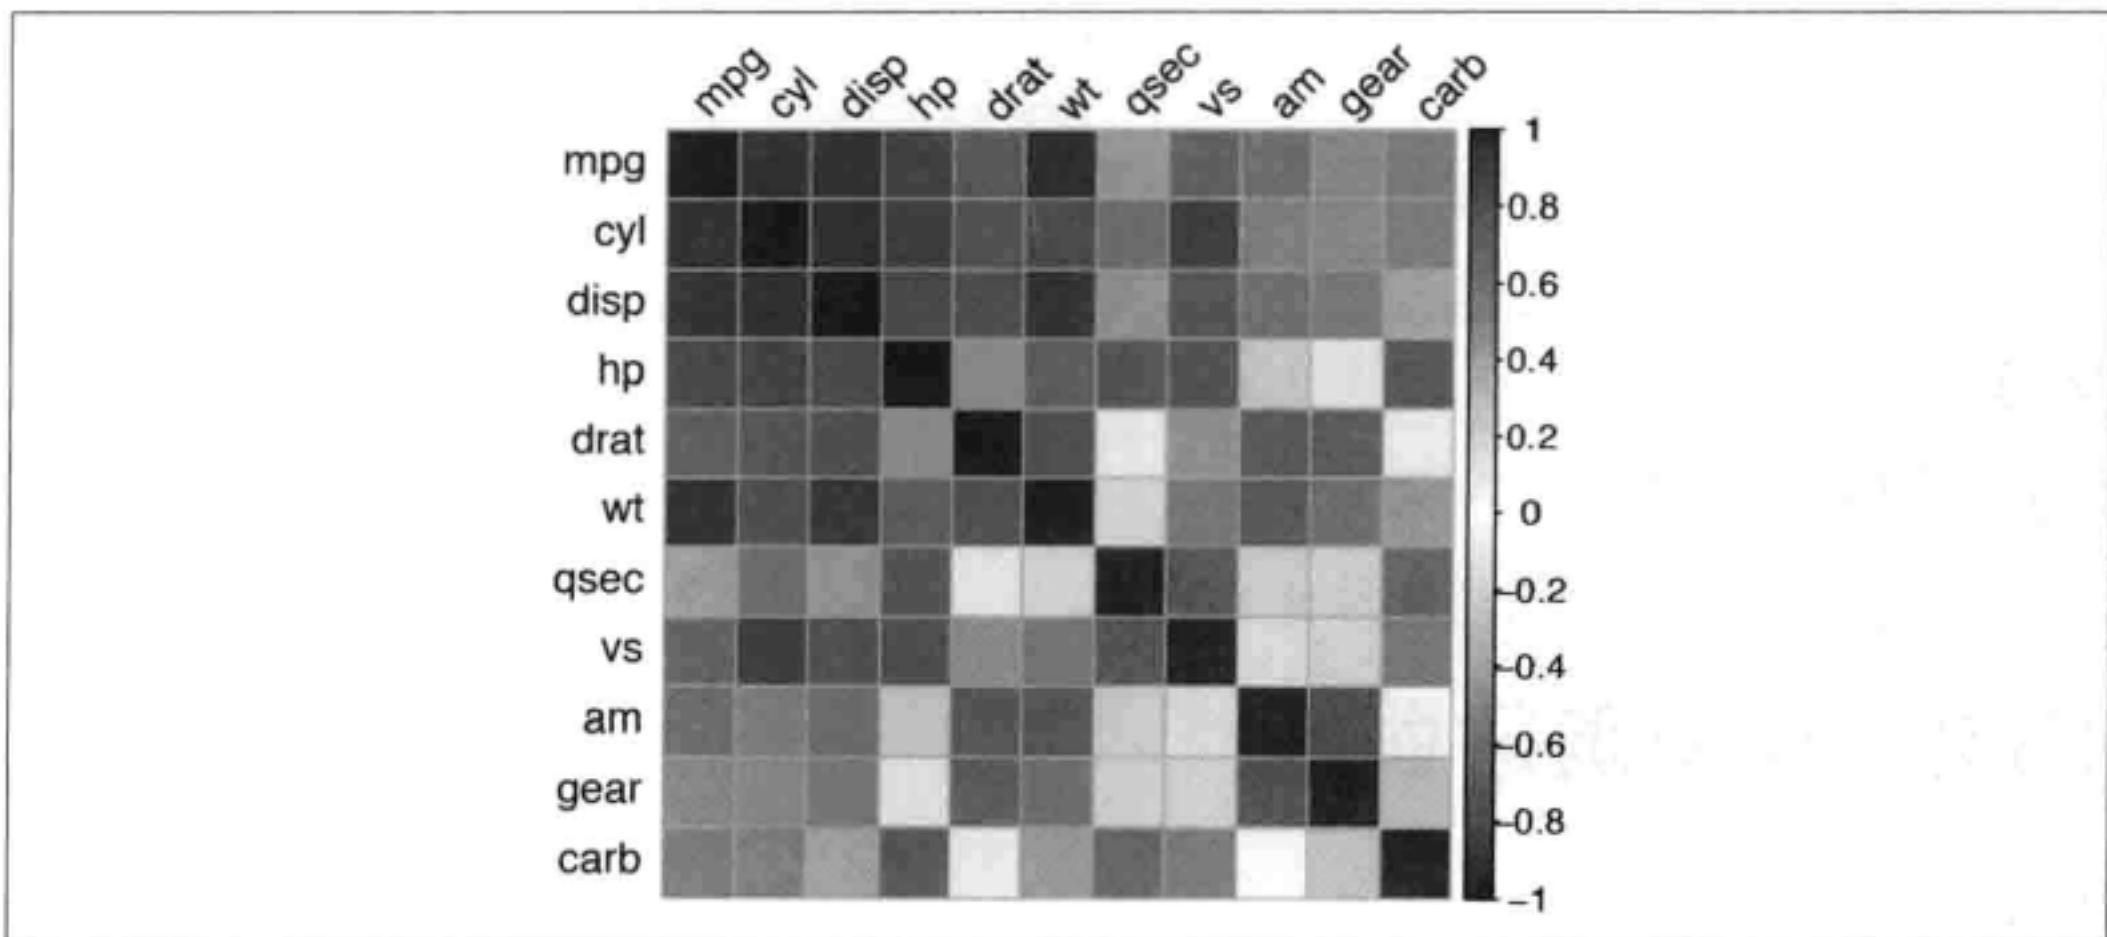 mpg cyl disp hp drat wt qsec vs am gear carb
mpg
cyl
disp
hp
drat
wt
qsec
vs
am
gear
carb
1
0.8
0.6
0.4
0.2
0
-0.2
-0.4
-0.6
-0.8
-1